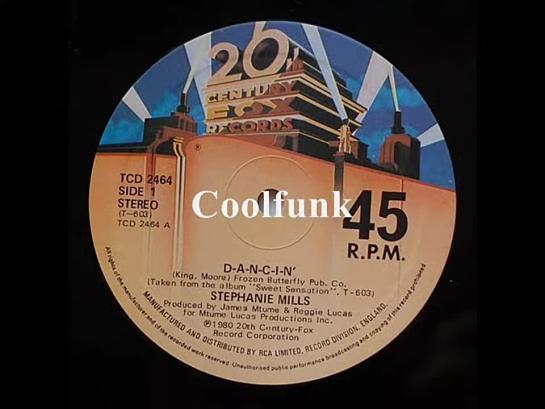 20th
CENTURY
FOX
RECORDS
®
TCD 2464
SIDE 1
STEREO
(T-603)
TCD 2464 A
Coolfunk
45
R.P.M.
D-A-N-C-I-N'
(King, Moore) Frozen Butterfly Pub. Co.
(Taken from the album "Sweet Sensation", T-603)
STEPHANIE MILLS
Produced by James Mtume & Reggie Lucas
for Mtume Lucas Productions Inc.
℗1980 20th Century-Fox
Record Corporation
MANUFACTURED AND DISTRIBUTED BY RCA LIMITED, RECORD DIVISION, ENGLAND.
All rights of the manufacturer and of the owner of the recorded work reserved. Unauthorised public performance broadcasting and copying of this record prohibited